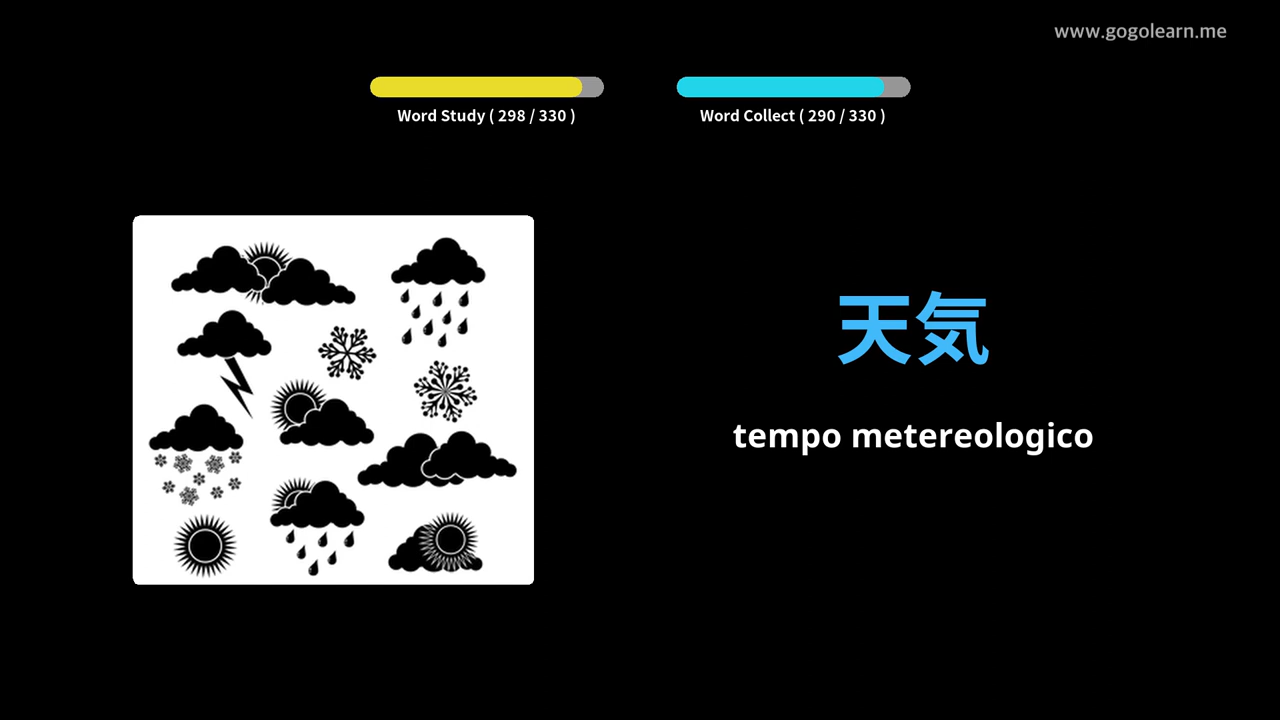 www.gogolearn.me
Word Study ( 298 / 330 )
Word Collect ( 290 / 330 )
天気
tempo metereologico